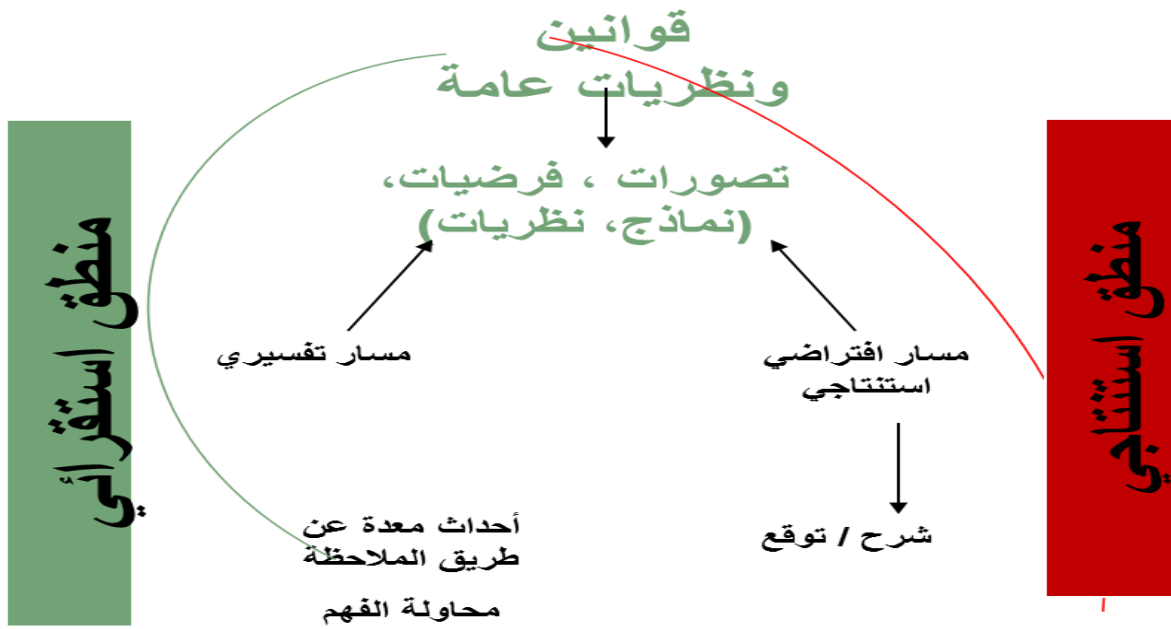 قوانين
ونظريات عامة
تصورات ، فرضيات،
(نماذج، نظريات)
منطق استنتاجي
منطق استقرائي
مسار افتراضي
استنتاجي
مسار تفسيري
شرح / توقع
أحداث معدة عن
طريق الملاحظة
محاولة الفهم